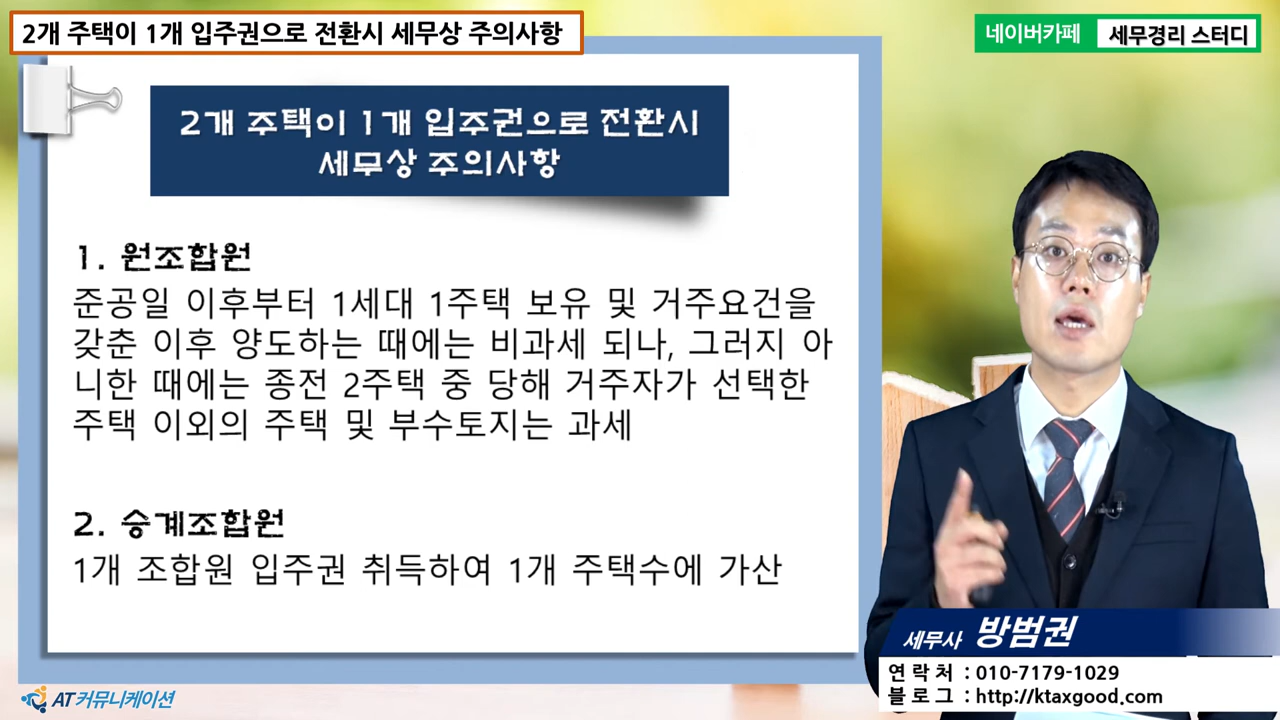 2개 주택이 1개 입주권으로 전환시 세무상 주의사항
네이버카페 세무경리 스터디
2개 주택이 1개 입주권으로 전환시
세무상 주의사항
1. 원조합원
준공일 이후부터 1세대 1주택 보유 및 거주요건을
갖춘 이후 양도하는 때에는 비과세 되나, 그러지 아
니한 때에는 종전 2주택 중 당해 거주자가 선택한
주택 이외의 주택 및 부수토지는 과세
2. 승계조합원
1개 조합원 입주권 취득하여 1개 주택수에 가산
세무사 방범권
연락처 : 010-7179-1029
블로그 : http://ktaxgood.com
AT커뮤니케이션